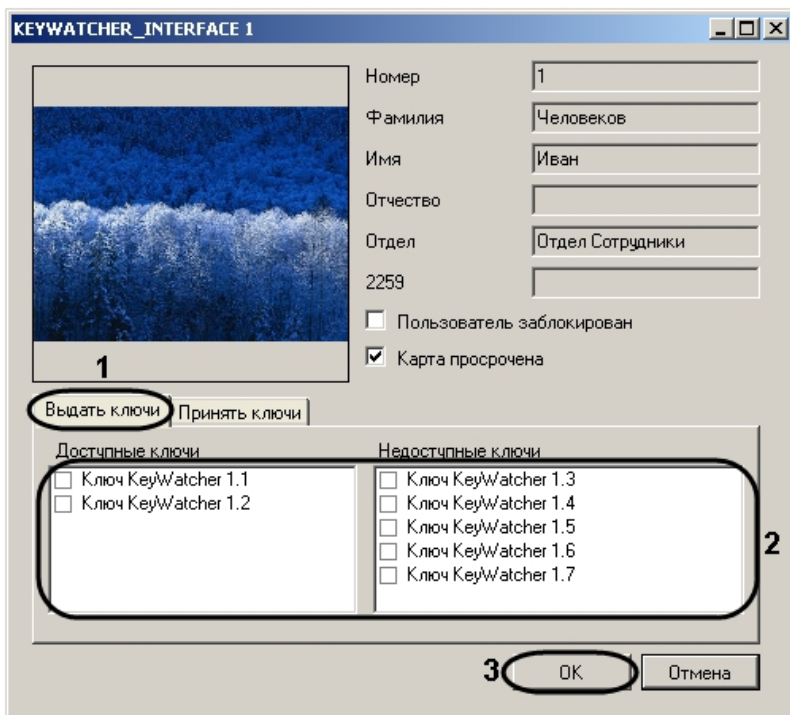 KEYWATCHER_INTERFACE 1
Номер 1
Фамилия Человеков
Имя Иван
Отчество
Отдел Отдел Сотрудники
2259
Пользователь заблокирован
Карта просрочена
1
Выдать ключи Принять ключи
Доступные ключи Недоступные ключи
Ключ KeyWatcher 1.1 Ключ KeyWatcher 1.3
Ключ KeyWatcher 1.2 Ключ KeyWatcher 1.4
Ключ KeyWatcher 1.5
Ключ KeyWatcher 1.6
Ключ KeyWatcher 1.7
2
3 OK Отмена